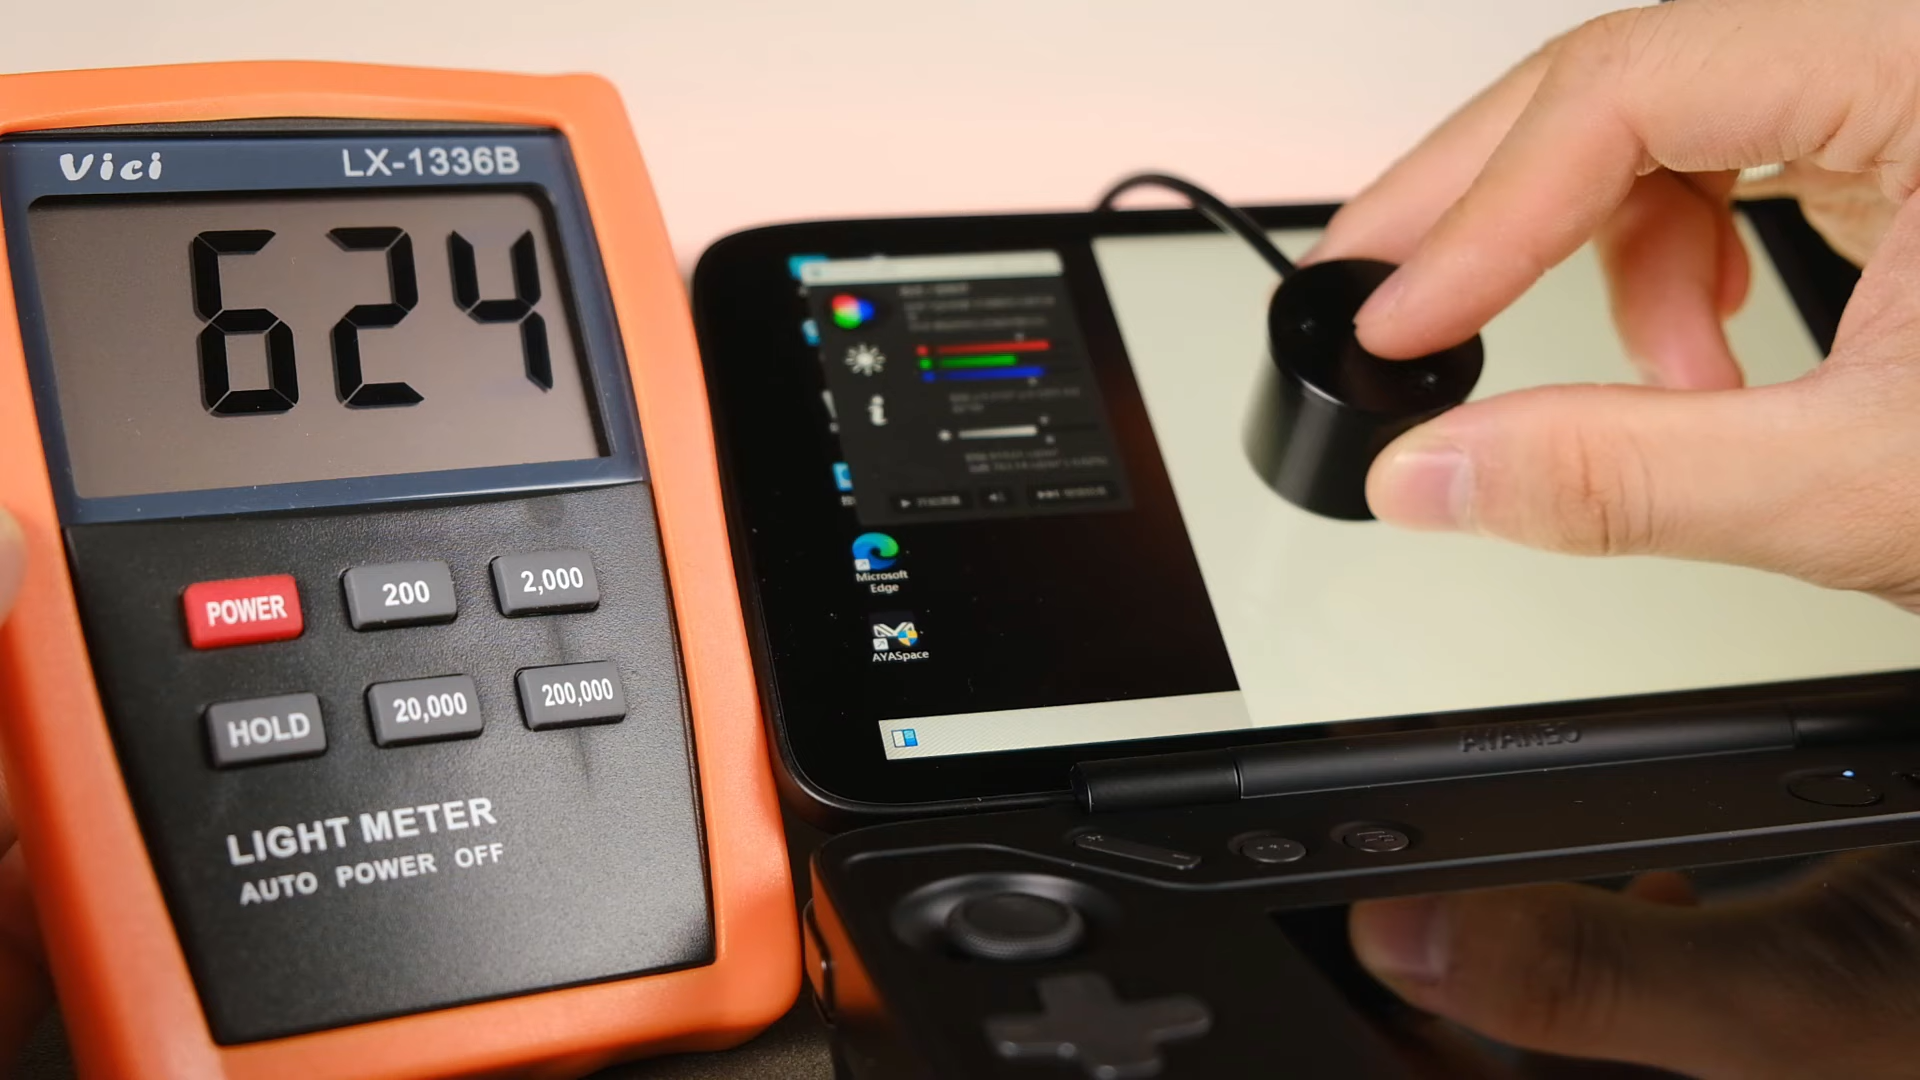 Vici
LX-1336B
624
POWER
200
2,000
HOLD
20,000
200,000
LIGHT METER
AUTO POWER OFF
Microsoft
Edge
AYASpace
AYANEO